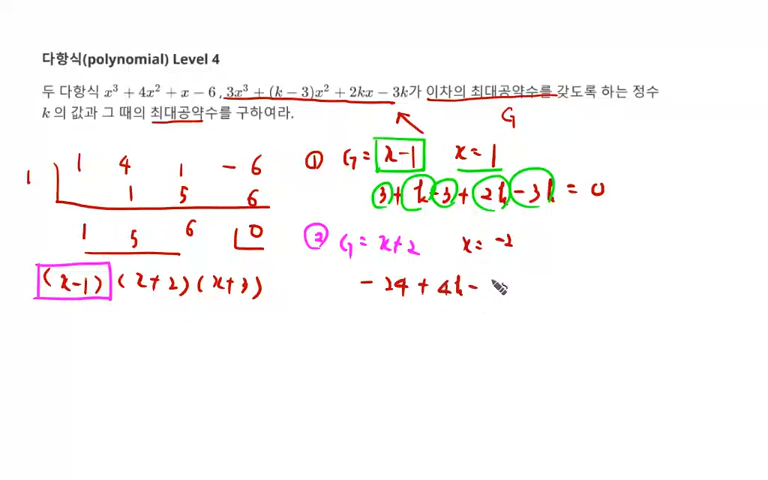 다항식(polynomial) Level 4
두 다항식 x³ + 4x² + x − 6 , 3x³ + (k − 3)x² + 2kx − 3k가 이차의 최대공약수를 갖도록 하는 정수
k 의 값과 그 때의 최대공약수를 구하여라.
G
1 1 4 1 -6
1 5 6
1 5 6 0
(x-1)(x+2)(x+3)
① G= x-1 x=1
3+k-3+2k-3k=0
② G= x+2 x=-2
-24+4k-